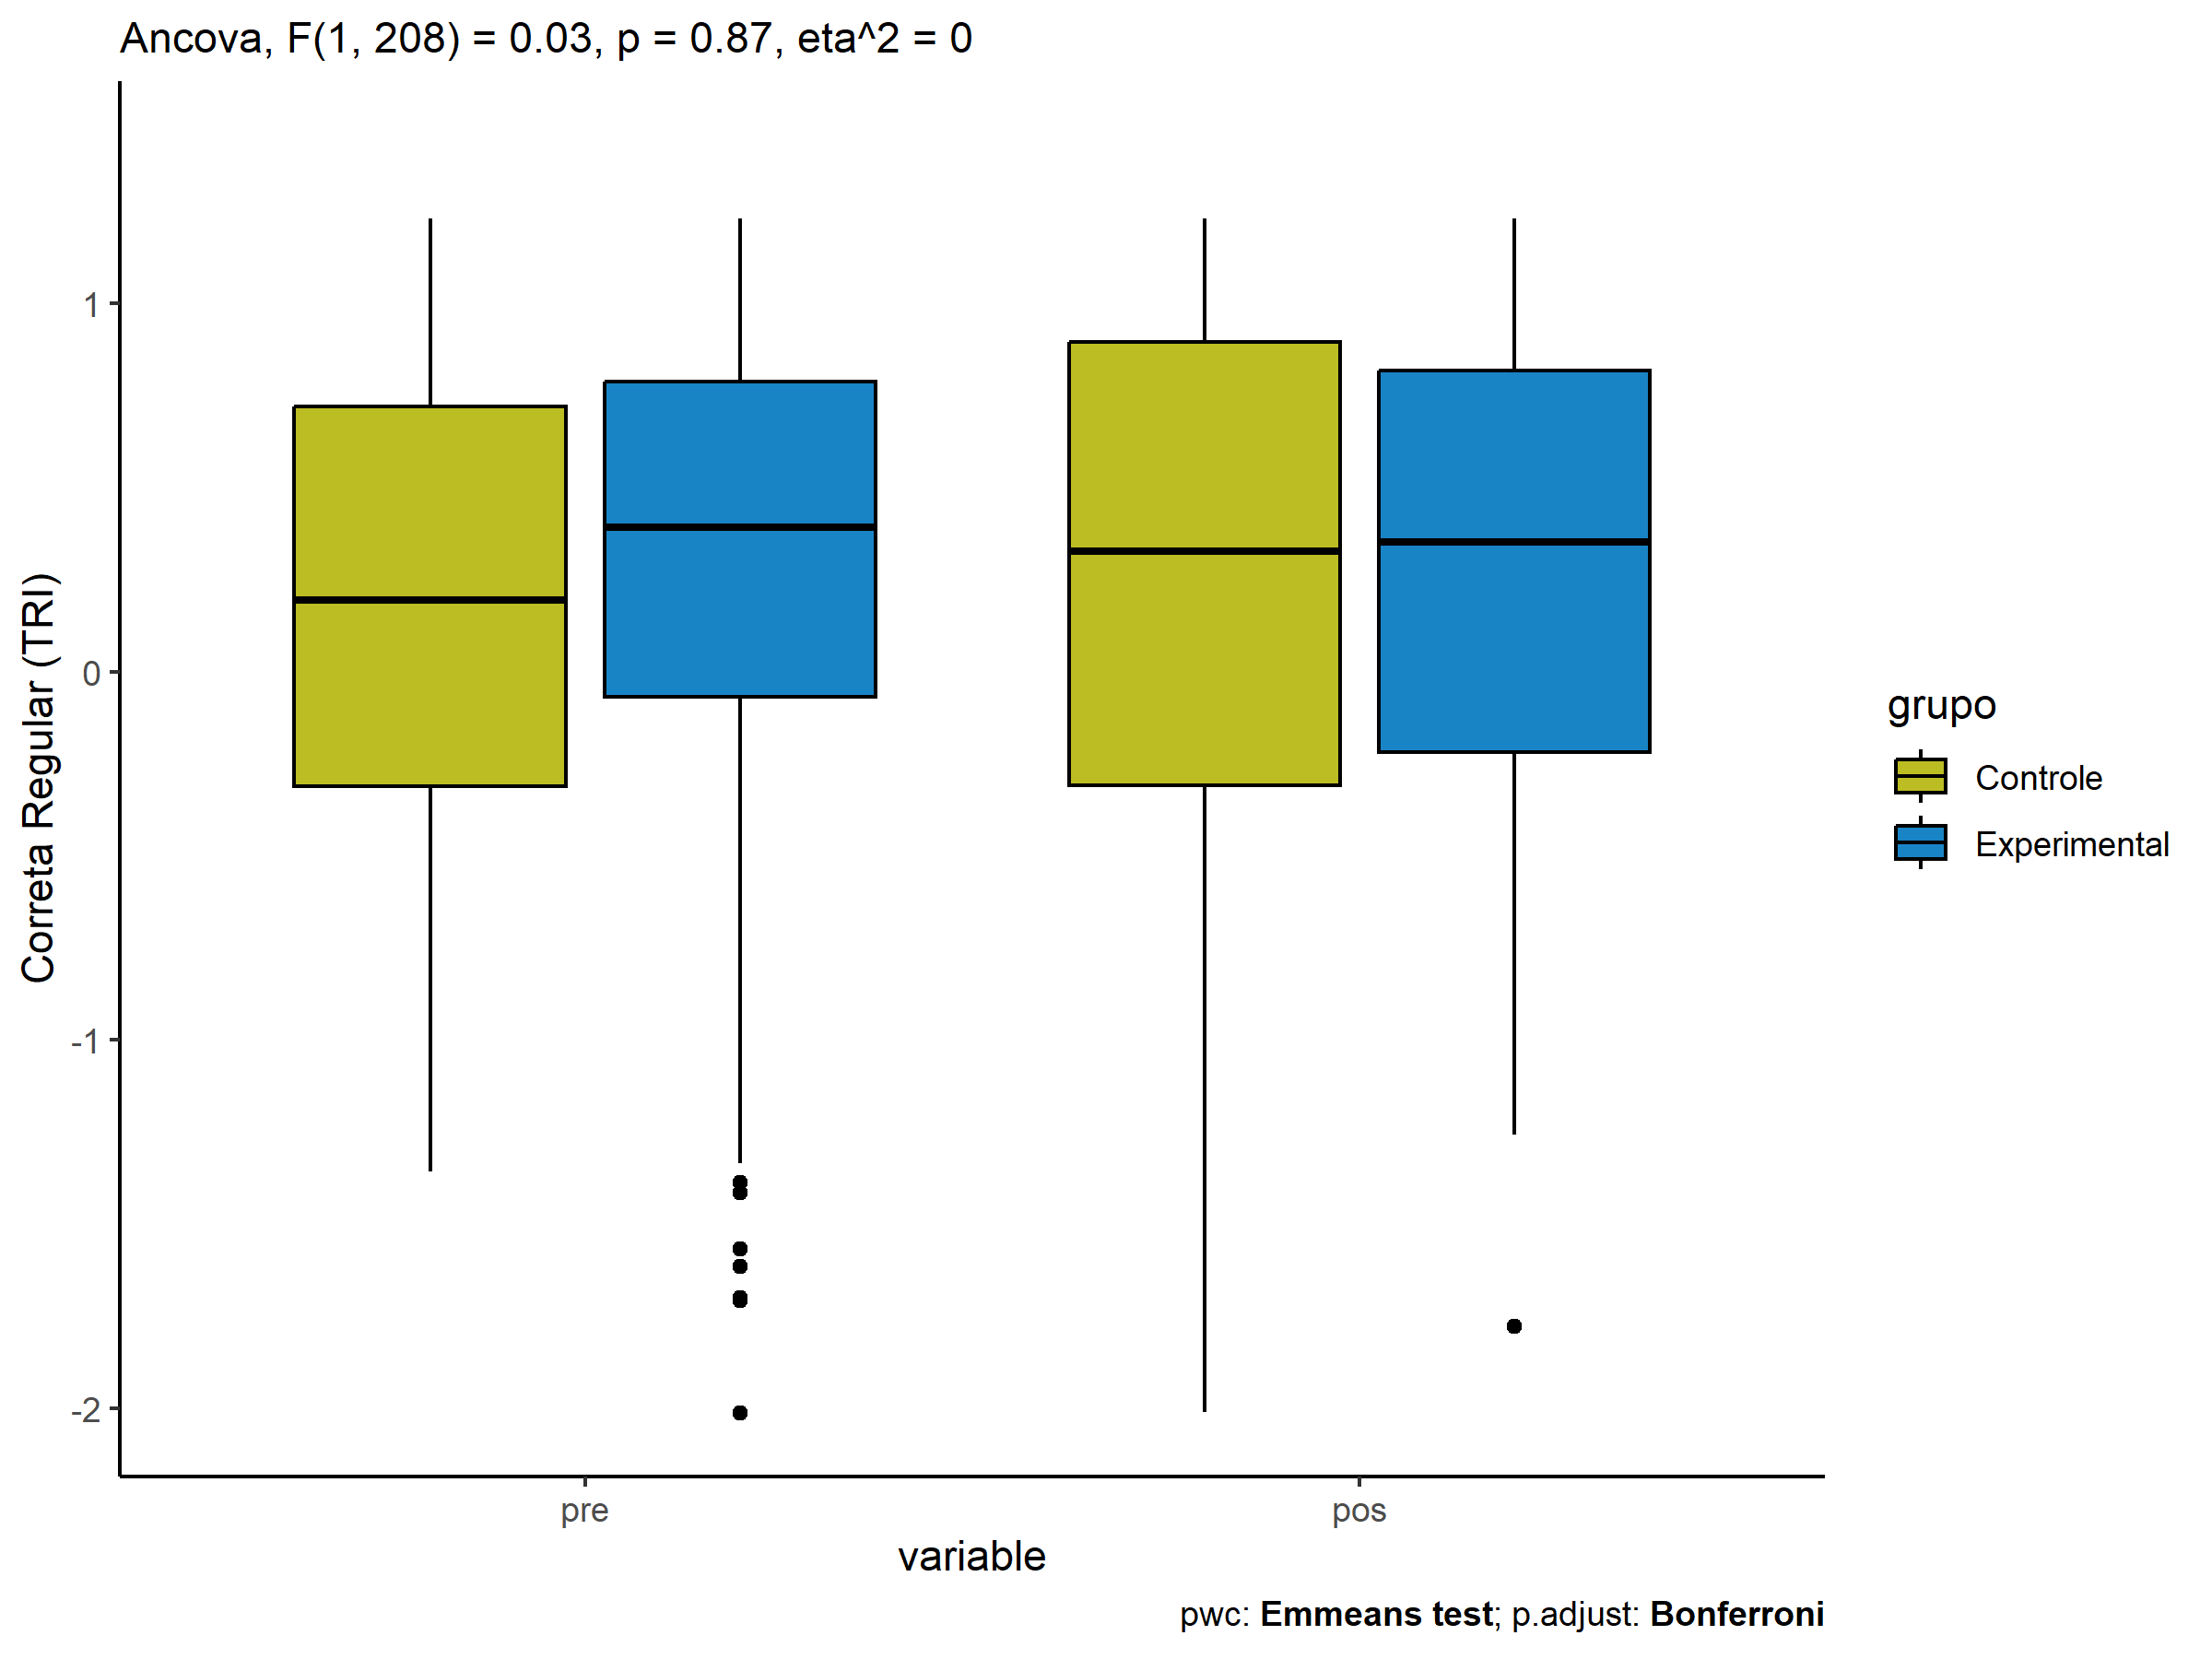 Ancova, F(1, 208) = 0.03, p = 0.87, eta^2 = 0
Correta Regular (TRI)
1
0
-1
-2
pre
pos
variable
grupo
Controle
Experimental
pwc: Emmeans test; p.adjust: Bonferroni